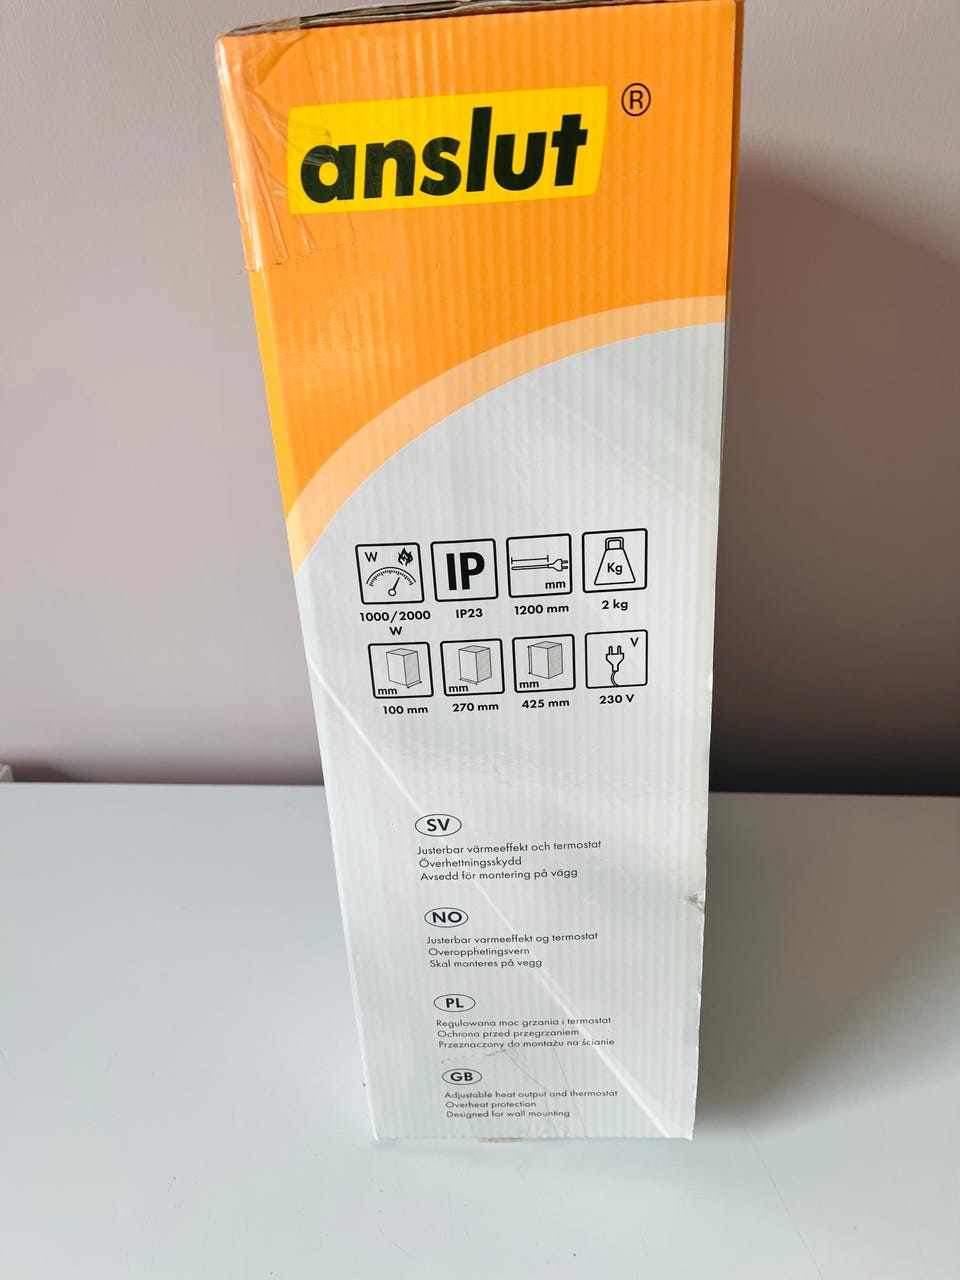 anslut ®
W
IP
mm
Kg
1000/2000 W
IP23
1200 mm
2 kg
mm
mm
mm
V
100 mm
270 mm
425 mm
230 V
SV
Justerbar värmeeffekt och termostat
Överhettningsskydd
Avsedd för montering på vägg
NO
Justerbar varmeeffekt og termostat
Overopphetingsvern
Skal monteres på vegg
PL
Regulowana moc grzania i termostat
Ochrona przed przegrzaniem
Przeznaczony do montażu na ścianie
GB
Adjustable heat output and thermostat
Overheat protection
Designed for wall mounting